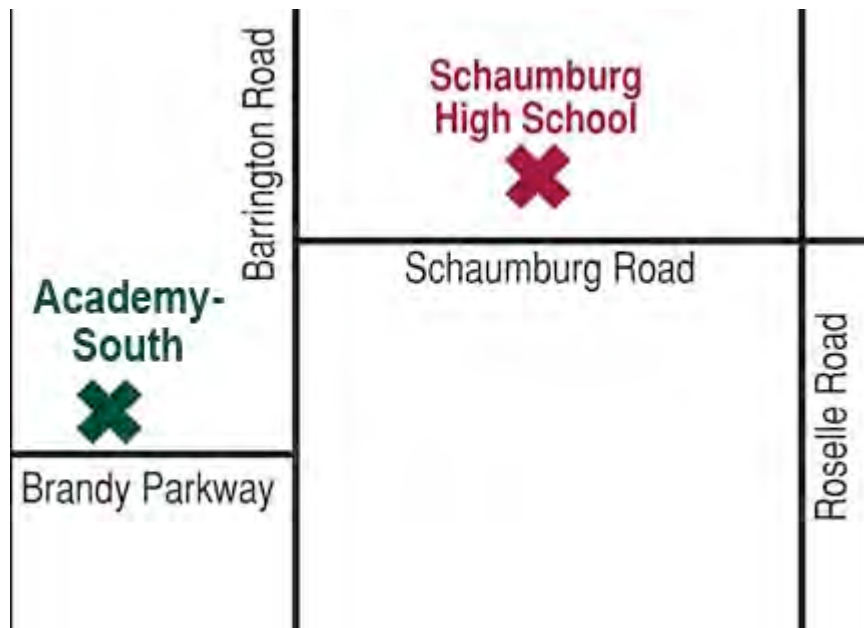 Barrington Road
Schaumburg
High School
Schaumburg Road
Academy-
South
Brandy Parkway
Roselle Road